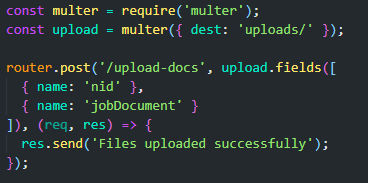 const multer = require('multer');
const upload = multer({ dest: 'uploads/' });
router.post('/upload-docs', upload.fields([
  { name: 'nid' },
  { name: 'jobDocument' }
]), (req, res) => {
  res.send('Files uploaded successfully');
});